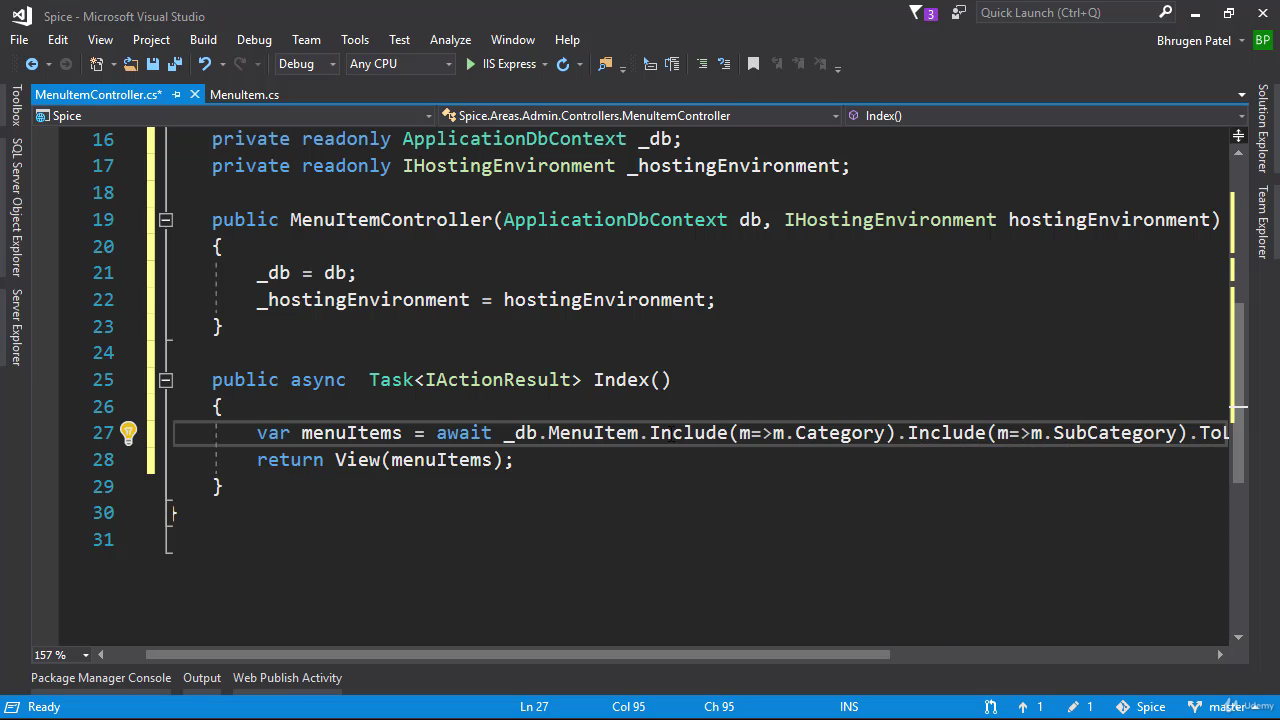 Spice - Microsoft Visual Studio
3
Quick Launch (Ctrl+Q)
File Edit View Project Build Debug Team Tools Test Analyze Window Help
Bhrugen Patel BP
Debug Any CPU IIS Express
MenuItemController.cs* MenuItem.cs
Spice Spice.Areas.Admin.Controllers.MenuItemController Index()
Toolbox
SQL Server Object Explorer
Server Explorer
Solution Explorer
Team Explorer
16 private readonly ApplicationDbContext _db;
17 private readonly IHostingEnvironment _hostingEnvironment;
18
19 public MenuItemController(ApplicationDbContext db, IHostingEnvironment hostingEnvironment)
20 {
21 _db = db;
22 _hostingEnvironment = hostingEnvironment;
23 }
24
25 public async  Task<IActionResult> Index()
26 {
27 var menuItems = await _db.MenuItem.Include(m=>m.Category).Include(m=>m.SubCategory).ToL
28 return View(menuItems);
29 }
30 }
31
157 %
Package Manager Console Output Web Publish Activity
Ready Ln 27 Col 95 Ch 95 INS 1 1 Spice master
Udemy